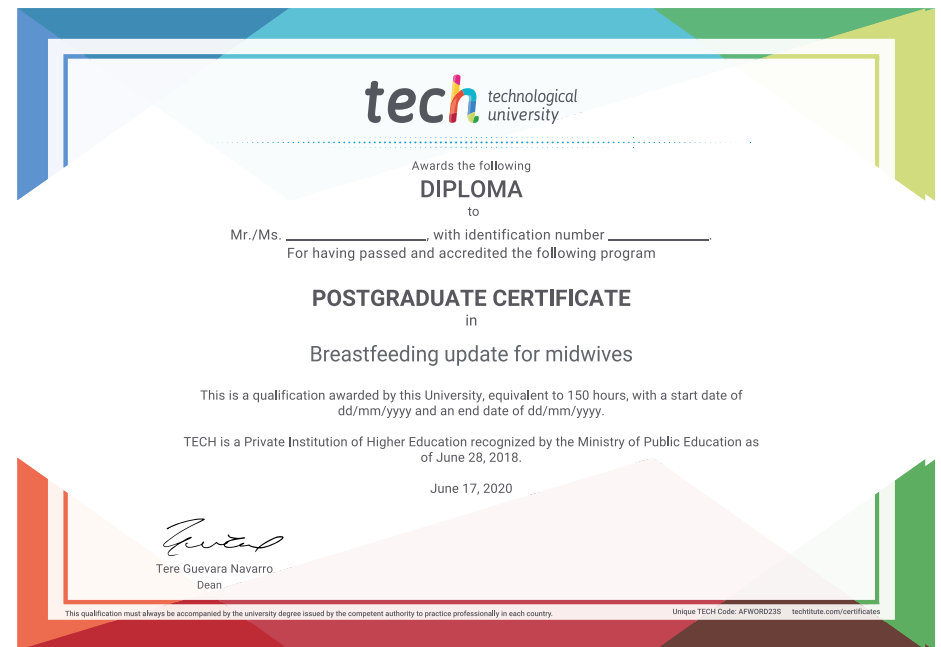 tech technological
university
Awards the following
DIPLOMA
to
Mr./Ms. ____________________, with identification number ______________.
For having passed and accredited the following program
POSTGRADUATE CERTIFICATE
in
Breastfeeding update for midwives
This is a qualification awarded by this University, equivalent to 150 hours, with a start date of
dd/mm/yyyy and an end date of dd/mm/yyyy.
TECH is a Private Institution of Higher Education recognized by the Ministry of Public Education as
of June 28, 2018.
June 17, 2020
Tere Guevara Navarro
Dean
This qualification must always be accompanied by the university degree issued by the competent authority to practice professionally in each country.
Unique TECH Code: AFWORD23S techtitute.com/certificates